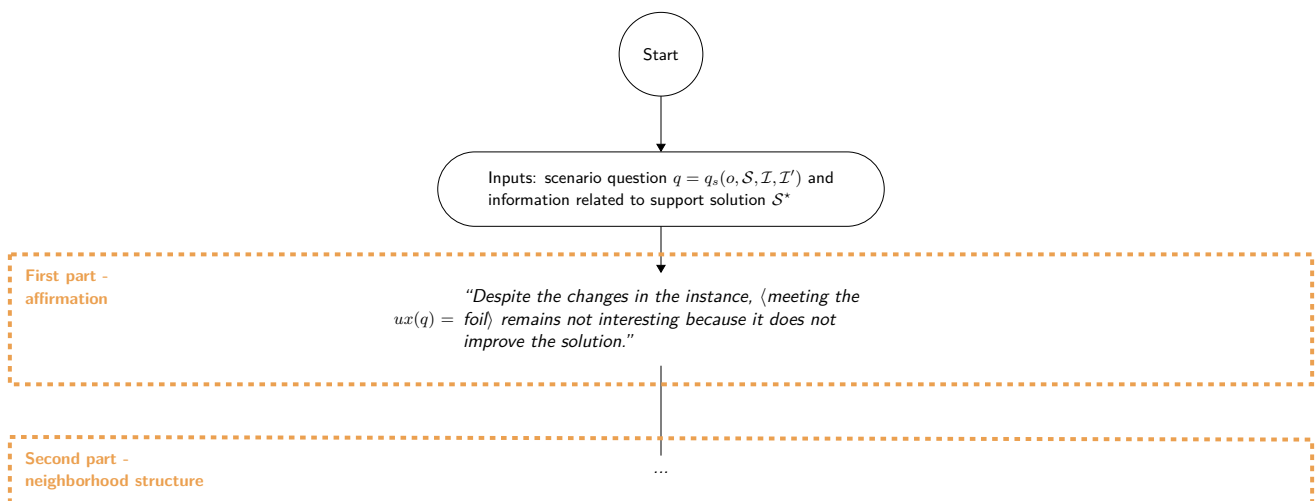 Start
Inputs: scenario question q = q_s(o, 𝒮, ℐ, ℐ′) and
information related to support solution 𝒮⋆
First part -
affirmation
“Despite the changes in the instance, ⟨meeting the
ux(q) = foil⟩ remains not interesting because it does not
improve the solution.”
Second part -
neighborhood structure
...